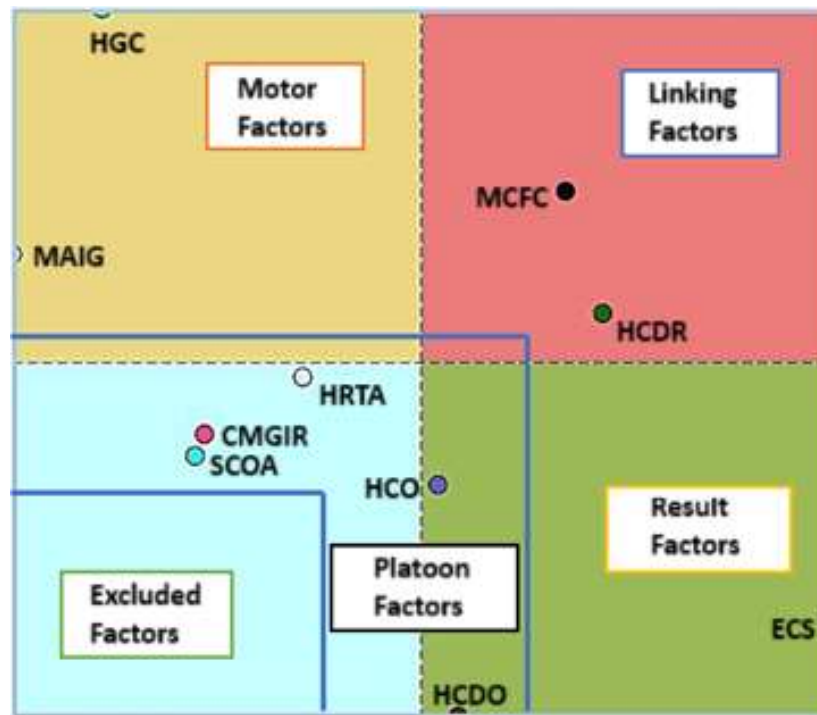 HGC
Motor
Factors
Linking
Factors
MCFC
MAIG
HCDR
HRTA
CMGIR
SCOA
HCO
Result
Factors
Platoon
Factors
Excluded
Factors
ECS
HCDO